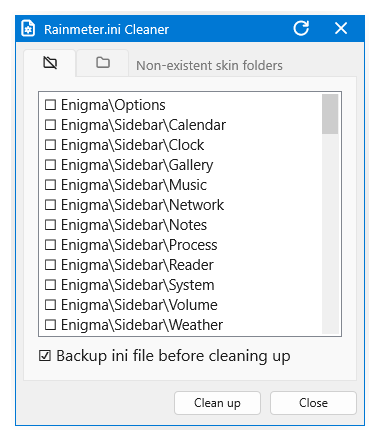 Rainmeter.ini Cleaner
Non-existent skin folders
Enigma\Options
Enigma\Sidebar\Calendar
Enigma\Sidebar\Clock
Enigma\Sidebar\Gallery
Enigma\Sidebar\Music
Enigma\Sidebar\Network
Enigma\Sidebar\Notes
Enigma\Sidebar\Process
Enigma\Sidebar\Reader
Enigma\Sidebar\System
Enigma\Sidebar\Volume
Enigma\Sidebar\Weather
Backup ini file before cleaning up
Clean up Close